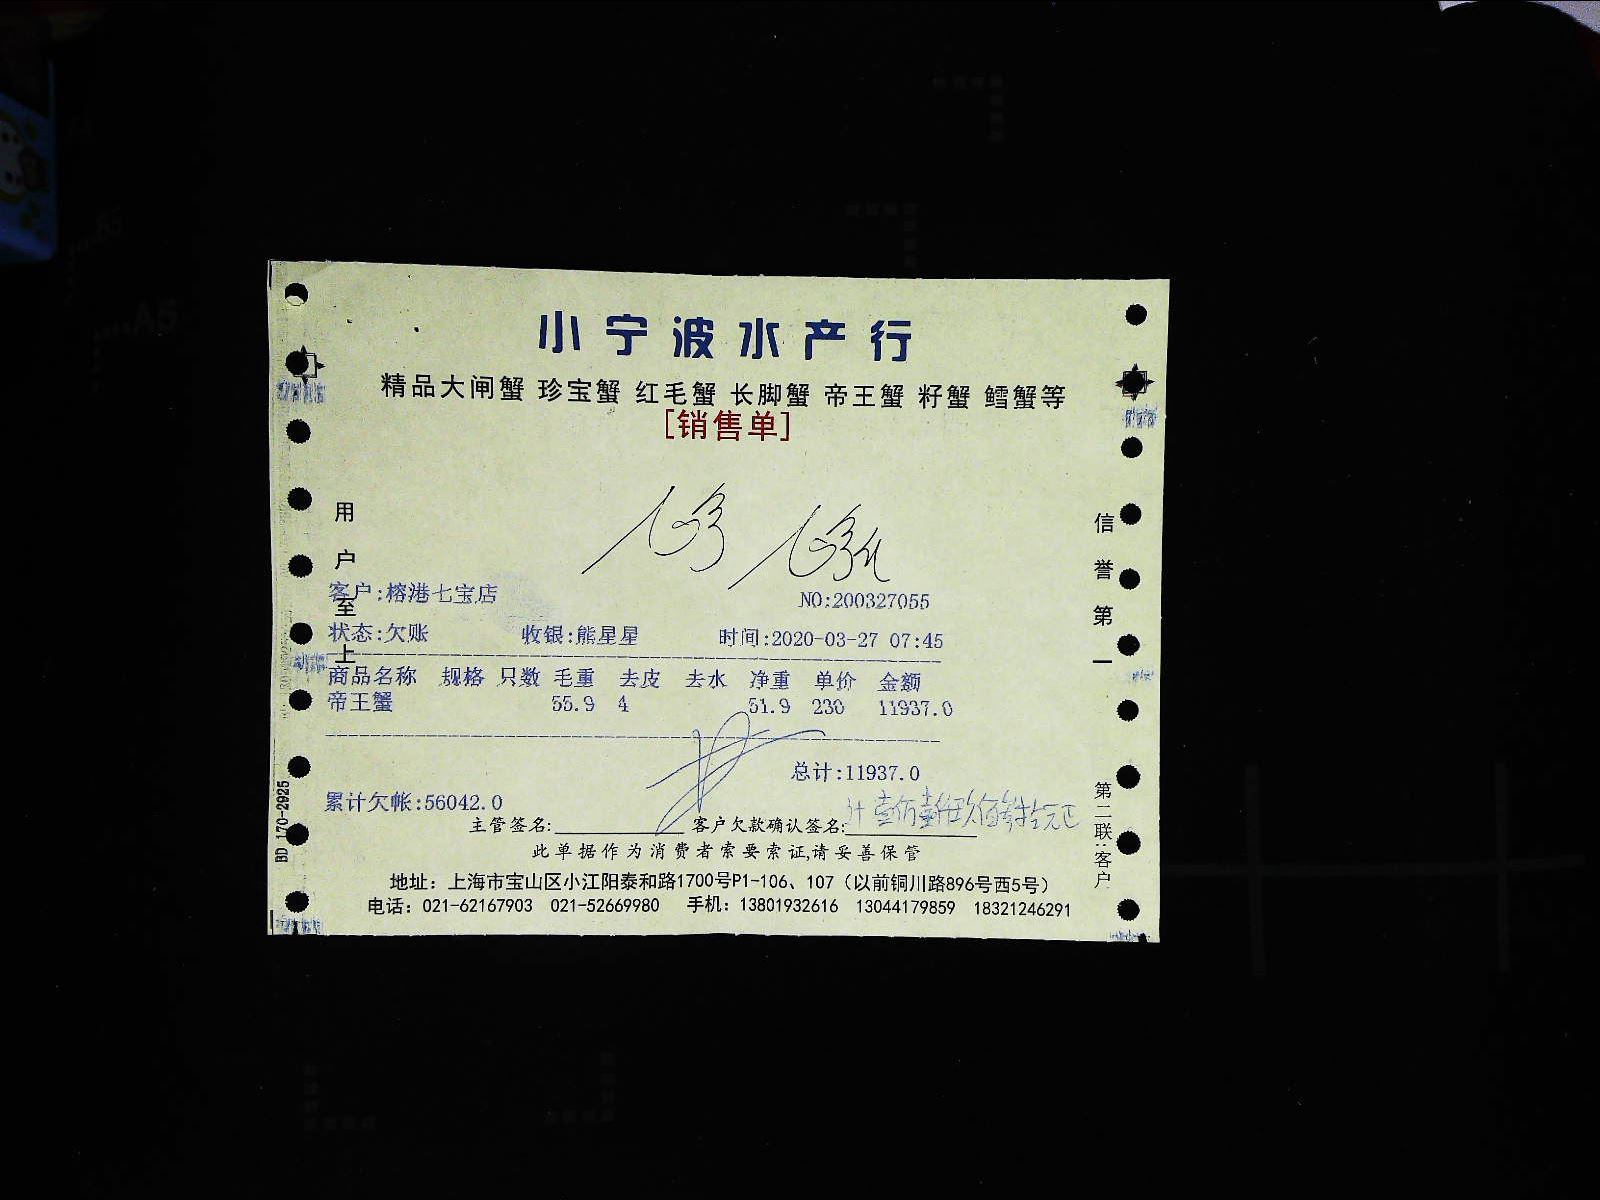 小宁波水产行
精品大闸蟹 珍宝蟹 红毛蟹 长脚蟹 帝王蟹 籽蟹 鳕蟹等
[销售单]
用户至上
信誉第一
客户:榕港七宝店 NO:200327055
状态:欠账 收银:熊星星 时间:2020-03-27 07:45
商品名称 规格 只数 毛重 去皮 去水 净重 单价 金额
帝王蟹 55.9 4 51.9 230 11937.0
总计:11937.0
累计欠帐:56042.0
主管签名: 客户欠款确认签名:
此单据作为消费者索要索证,请妥善保管
地址：上海市宝山区小江阳泰和路1700号P1-106、107（以前铜川路896号西5号）
电话：021-62167903 021-52669980 手机：13801932616 13044179859 18321246291
BD 170-2925
第二联:客户
A5